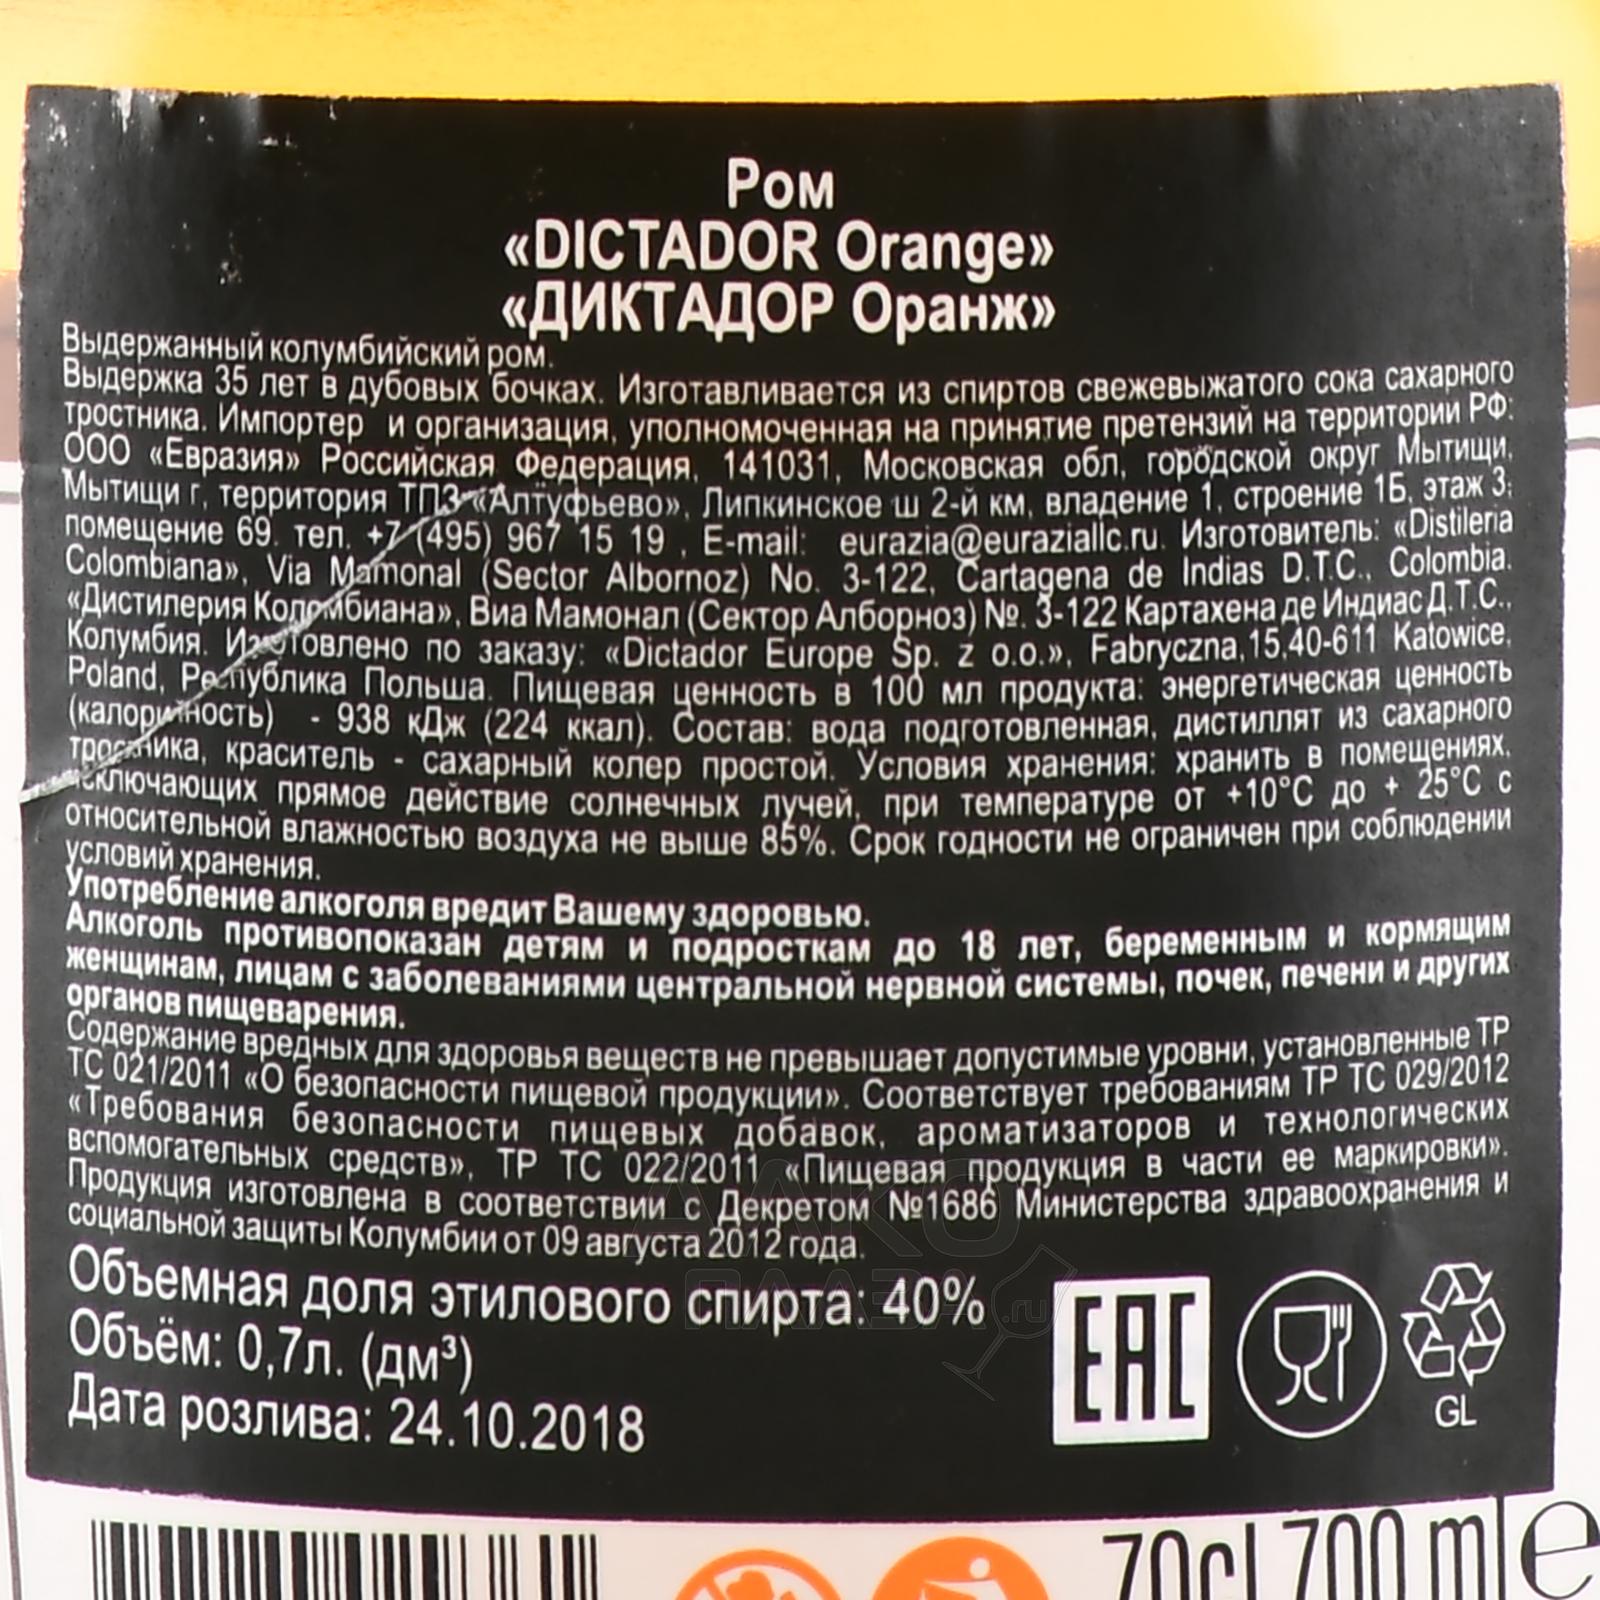 Ром
«DICTADOR Orange»
«ДИКТАДОР Оранж»
Выдержанный колумбийский ром.
Выдержка 35 лет в дубовых бочках. Изготавливается из спиртов свежевыжатого сока сахарного
тростника. Импортер и организация, уполномоченная на принятие претензий на территории РФ:
ООО «Евразия» Российская Федерация, 141031, Московская обл, городской округ Мытищи,
Мытищи г, территория ТПЗ «Алтуфьево», Липкинское ш 2-й км, владение 1, строение 1Б, этаж 3;
помещение 69. тел. +7 (495) 967 15 19 , E-mail: eurazia@euraziallc.ru. Изготовитель: «Distileria
Colombiana», Via Mamonal (Sector Albornoz) No. 3-122, Cartagena de Indias D.T.C., Colombia.
«Дистилерия Коломбиана», Виа Мамонал (Сектор Алборноз) №. 3-122 Картахена де Индиас Д.Т.С.,
Колумбия. Изготовлено по заказу: «Dictador Europe Sp. z o.o.», Fabryczna,15,40-611 Katowice,
Poland, Республика Польша. Пищевая ценность в 100 мл продукта: энергетическая ценность
(калорийность) - 938 кДж (224 ккал). Состав: вода подготовленная, дистиллят из сахарного
тростника, краситель - сахарный колер простой. Условия хранения: хранить в помещениях,
исключающих прямое действие солнечных лучей, при температуре от +10°С до + 25°С с
относительной влажностью воздуха не выше 85%. Срок годности не ограничен при соблюдении
условий хранения.
Употребление алкоголя вредит Вашему здоровью.
Алкоголь противопоказан детям и подросткам до 18 лет, беременным и кормящим
женщинам, лицам с заболеваниями центральной нервной системы, почек, печени и других
органов пищеварения.
Содержание вредных для здоровья веществ не превышает допустимые уровни, установленные ТР
ТС 021/2011 «О безопасности пищевой продукции». Соответствует требованиям ТР ТС 029/2012
«Требования безопасности пищевых добавок, ароматизаторов и технологических
вспомогательных средств», ТР ТС 022/2011 «Пищевая продукция в части ее маркировки».
Продукция изготовлена в соответствии с Декретом №1686 Министерства здравоохранения и
социальной защиты Колумбии от 09 августа 2012 года.
Объемная доля этилового спирта: 40%
Объём: 0,7л. (дм³)
Дата розлива: 24.10.2018
ЕАС
GL
АЛКО
ПЛАЗА.ru
70cl 700 ml e